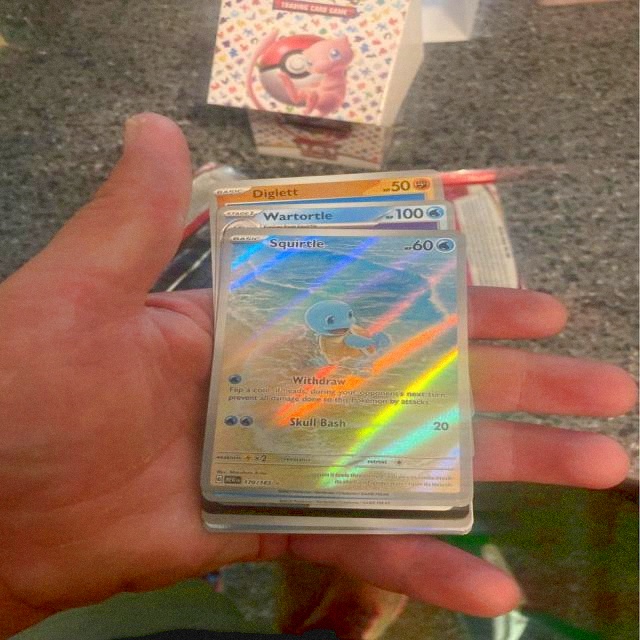 TRADING CARD GAME
BASIC Diglett HP 50
STAGE 1 Wartortle HP 100
BASIC Squirtle HP 60
Withdraw
Flip a coin. If heads, during your opponent's next turn,
prevent all damage done to this Pokémon by attacks.
Skull Bash 20
weakness ×2 resistance retreat
170/165